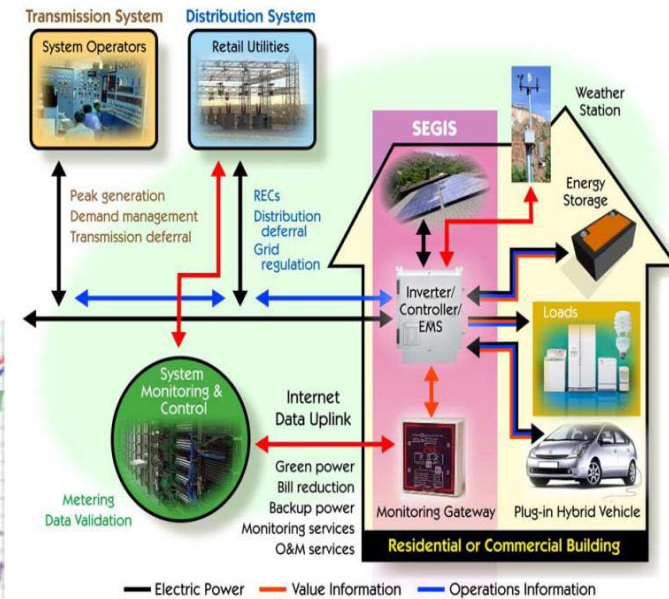 Transmission System
Distribution System
System Operators
Retail Utilities
Weather
Station
SEGIS
Energy
Storage
Peak generation
Demand management
Transmission deferral
RECs
Distribution
deferral
Grid
regulation
Inverter/
Controller/
EMS
Loads
System
Monitoring &
Control
Internet
Data Uplink
Green power
Bill reduction
Backup power
Monitoring services
O&M services
Metering
Data Validation
Monitoring Gateway
Plug-in Hybrid Vehicle
Residential or Commercial Building
Electric Power
Value Information
Operations Information